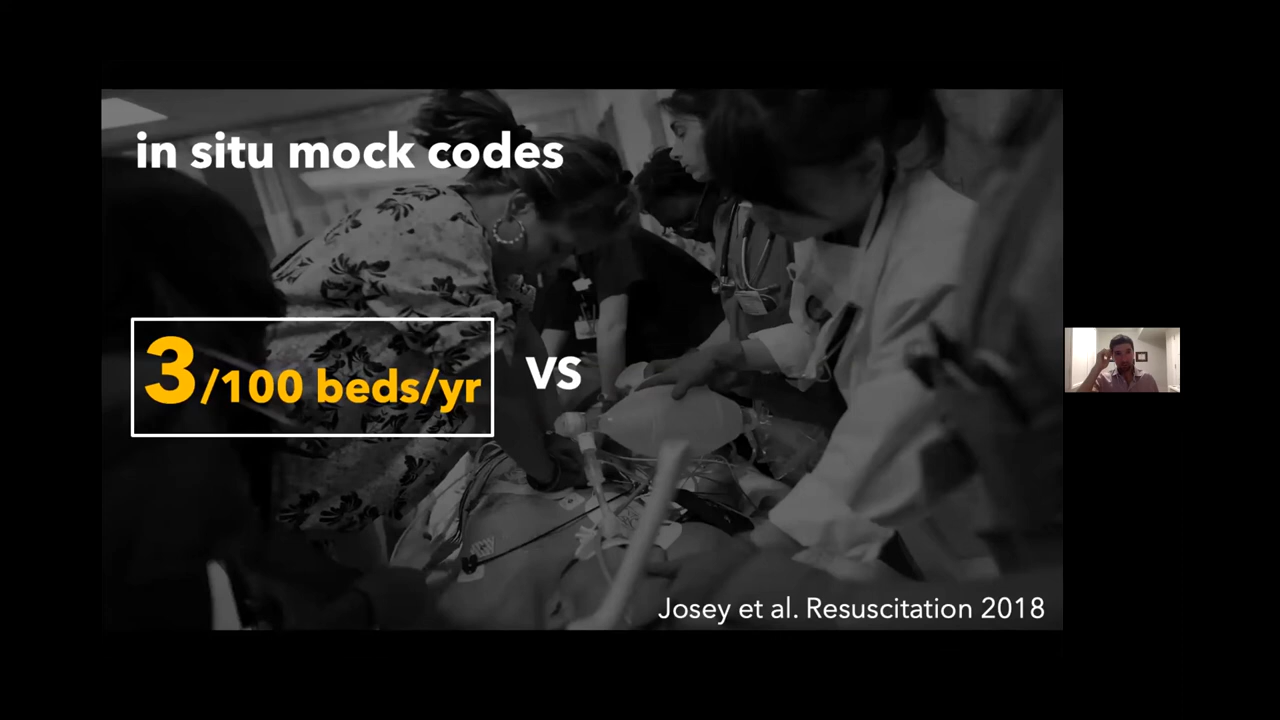 in situ mock codes
3/100 beds/yr vs
Josey et al. Resuscitation 2018